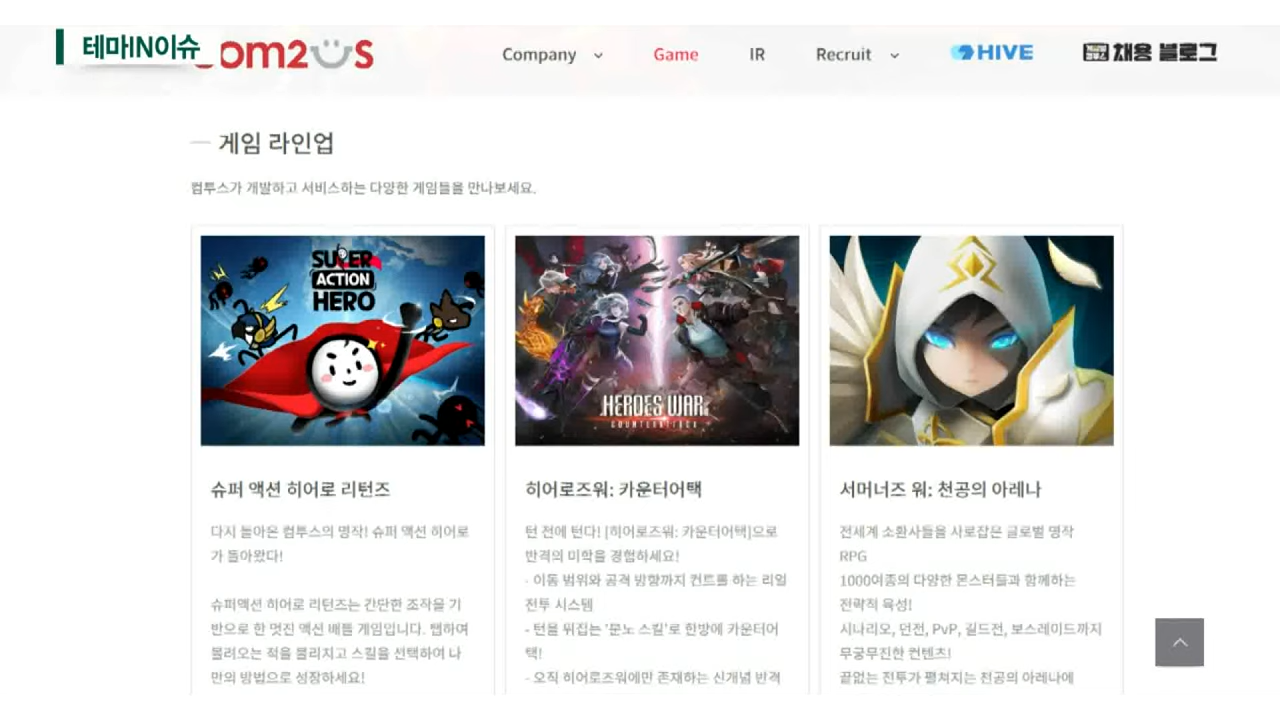 테마IN이슈
com2us
Company
Game
IR
Recruit
HIVE
채용 블로그
게임 라인업
컴투스가 개발하고 서비스하는 다양한 게임들을 만나보세요.
SUPER
ACTION
HERO
HEROES WAR
COUNTERATTACK
슈퍼 액션 히어로 리턴즈
다시 돌아온 컴투스의 명작! 슈퍼 액션 히어로
가 돌아왔다!
슈퍼액션 히어로 리턴즈는 간단한 조작을 기
반으로 한 멋진 액션 배틀 게임입니다. 탭하여
몰려오는 적을 물리치고 스킬을 선택하여 나
만의 방법으로 성장하세요!
히어로즈워: 카운터어택
턴 전에 턴다! [히어로즈워: 카운터어택]으로
반격의 미학을 경험하세요!
- 이동 범위와 공격 방향까지 컨트롤 하는 리얼
전투 시스템
- 턴을 뒤집는 '분노 스킬'로 한방에 카운터어
택!
- 오직 히어로즈워에만 존재하는 신개념 반격
서머너즈 워: 천공의 아레나
전세계 소환사들을 사로잡은 글로벌 명작
RPG
1000여종의 다양한 몬스터들과 함께하는
전략적 육성!
시나리오, 던전, PvP, 길드전, 보스레이드까지
무궁무진한 컨텐츠!
끝없는 전투가 펼쳐지는 천공의 아레나에